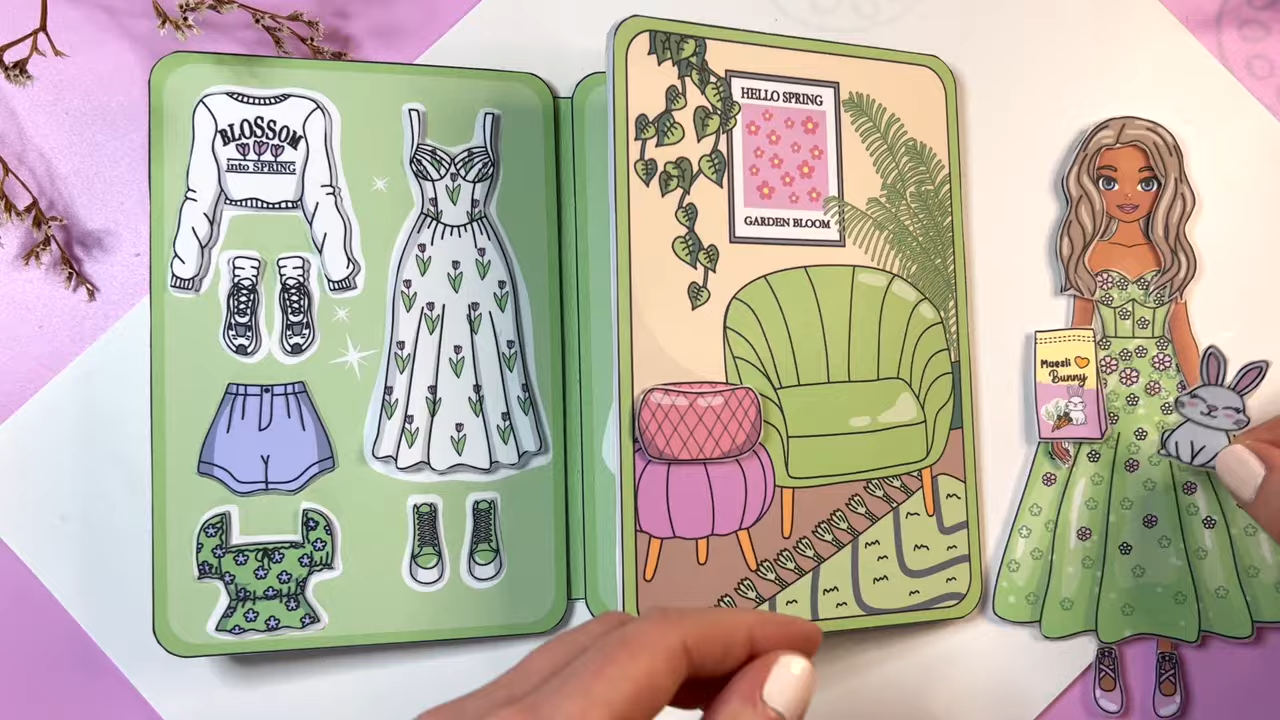 BLOSSOM
into SPRING
HELLO SPRING
GARDEN BLOOM
Muesli
Bunny